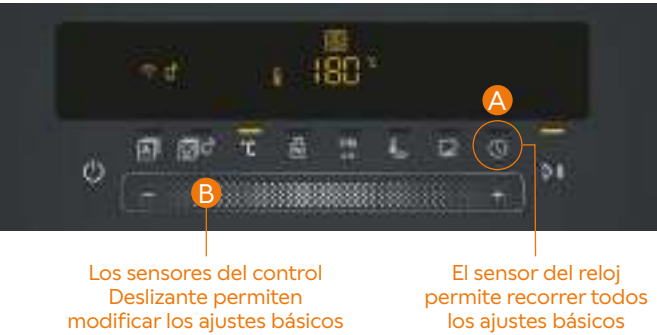 180°c
A
°C
B
Los sensores del control
Deslizante permiten
modificar los ajustes básicos
El sensor del reloj
permite recorrer todos
los ajustes básicos